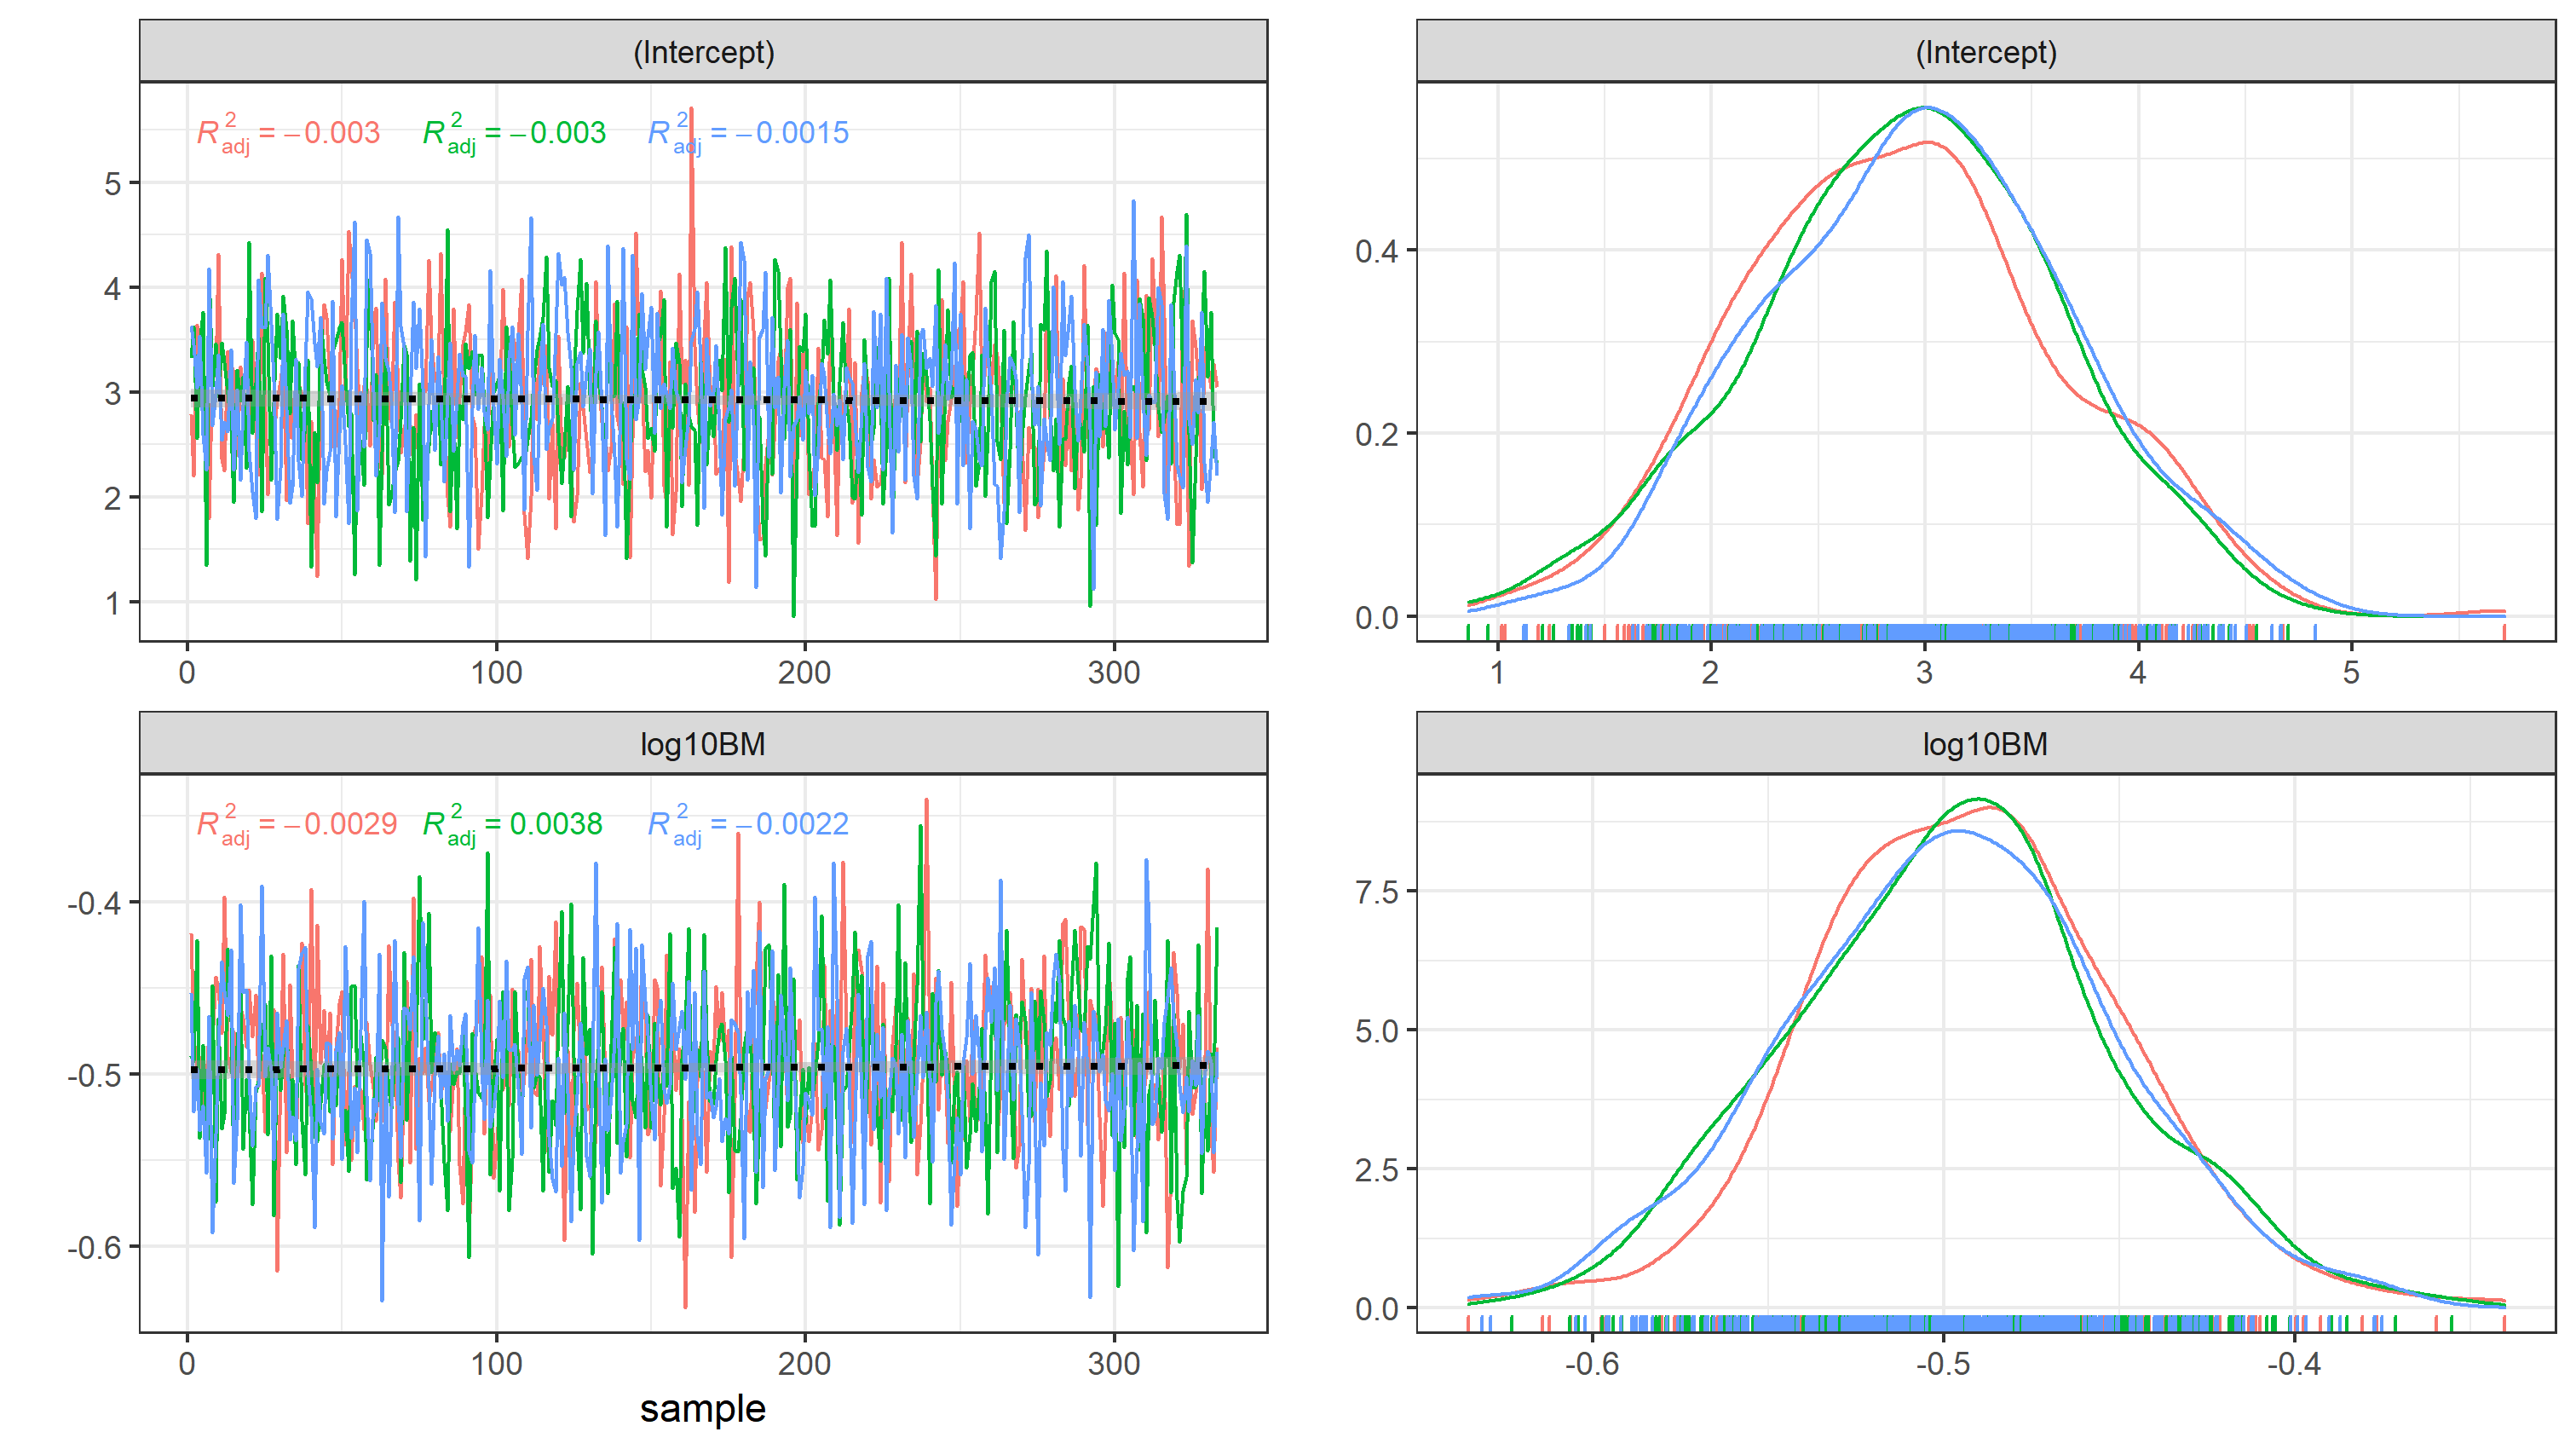 (Intercept)
R²adj = −0.003 R²adj = −0.003 R²adj = −0.0015
5
4
3
2
1
0 100 200 300
(Intercept)
0.4
0.2
0.0
1 2 3 4 5
log10BM
R²adj = −0.0029 R²adj = 0.0038 R²adj = −0.0022
-0.4
-0.5
-0.6
0 100 200 300
sample
log10BM
7.5
5.0
2.5
0.0
-0.6 -0.5 -0.4